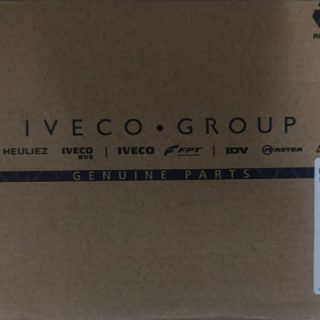 IVECO • GROUP
HEULIEZ IVECO BUS | IVECO FPT | IDV ASTRA
GENUINE PARTS